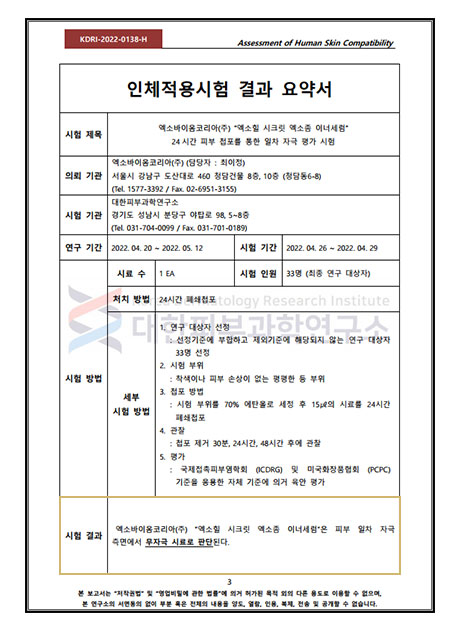 KDRI-2022-0138-H
Assessment of Human Skin Compatibility
인체적용시험 결과 요약서
시험 제목
엑소바이옴코리아(주) "엑소힐 시크릿 엑소좀 이너세럼"
24시간 피부 첩포를 통한 일차 자극 평가 시험
의뢰 기관
엑소바이옴코리아(주) (담당자 : 최이정)
서울시 강남구 도산대로 460 청담건물 8층, 10층 (청담동6-8)
(Tel. 1577-3392 / Fax. 02-6951-3155)
시험 기관
대한피부과학연구소
경기도 성남시 분당구 야탑로 98, 5~8층
(Tel. 031-704-0099 / Fax. 031-701-0189)
연구 기간
2022. 04. 20 ~ 2022. 05. 12
시험 기간
2022. 04. 26 ~ 2022. 04. 29
시험 방법
시료 수
1 EA
시험 인원
33명 (최종 연구 대상자)
처치 방법
24시간 폐쇄첩포
matology Research Institute
대한피부과학연구소
세부
시험 방법
1. 연구 대상자 선정
: 선정기준에 부합하고 제외기준에 해당되지 않는 연구 대상자
33명 선정
2. 시험 부위
: 착색이나 피부 손상이 없는 평평한 등 부위
3. 첩포 방법
: 시험 부위를 70% 에탄올로 세정 후 15㎕의 시료를 24시간
폐쇄첩포
4. 관찰
: 첩포 제거 30분, 24시간, 48시간 후에 관찰
5. 평가
: 국제접촉피부염학회 (ICDRG) 및 미국화장품협회 (PCPC)
기준을 응용한 자체 기준에 의거 육안 평가
시험 결과
엑소바이옴코리아(주) "엑소힐 시크릿 엑소좀 이너세럼"은 피부 일차 자극
측면에서 무자극 시료로 판단된다.
3
본 보고서는 "저작권법" 및 "영업비밀에 관한 법률"에 의거 허가된 목적 외의 다른 용도로 이용할 수 없으며,
본 연구소의 서면동의 없이 부분 혹은 전체의 내용을 양도, 열람, 인용, 복제, 전송 및 공개할 수 없습니다.